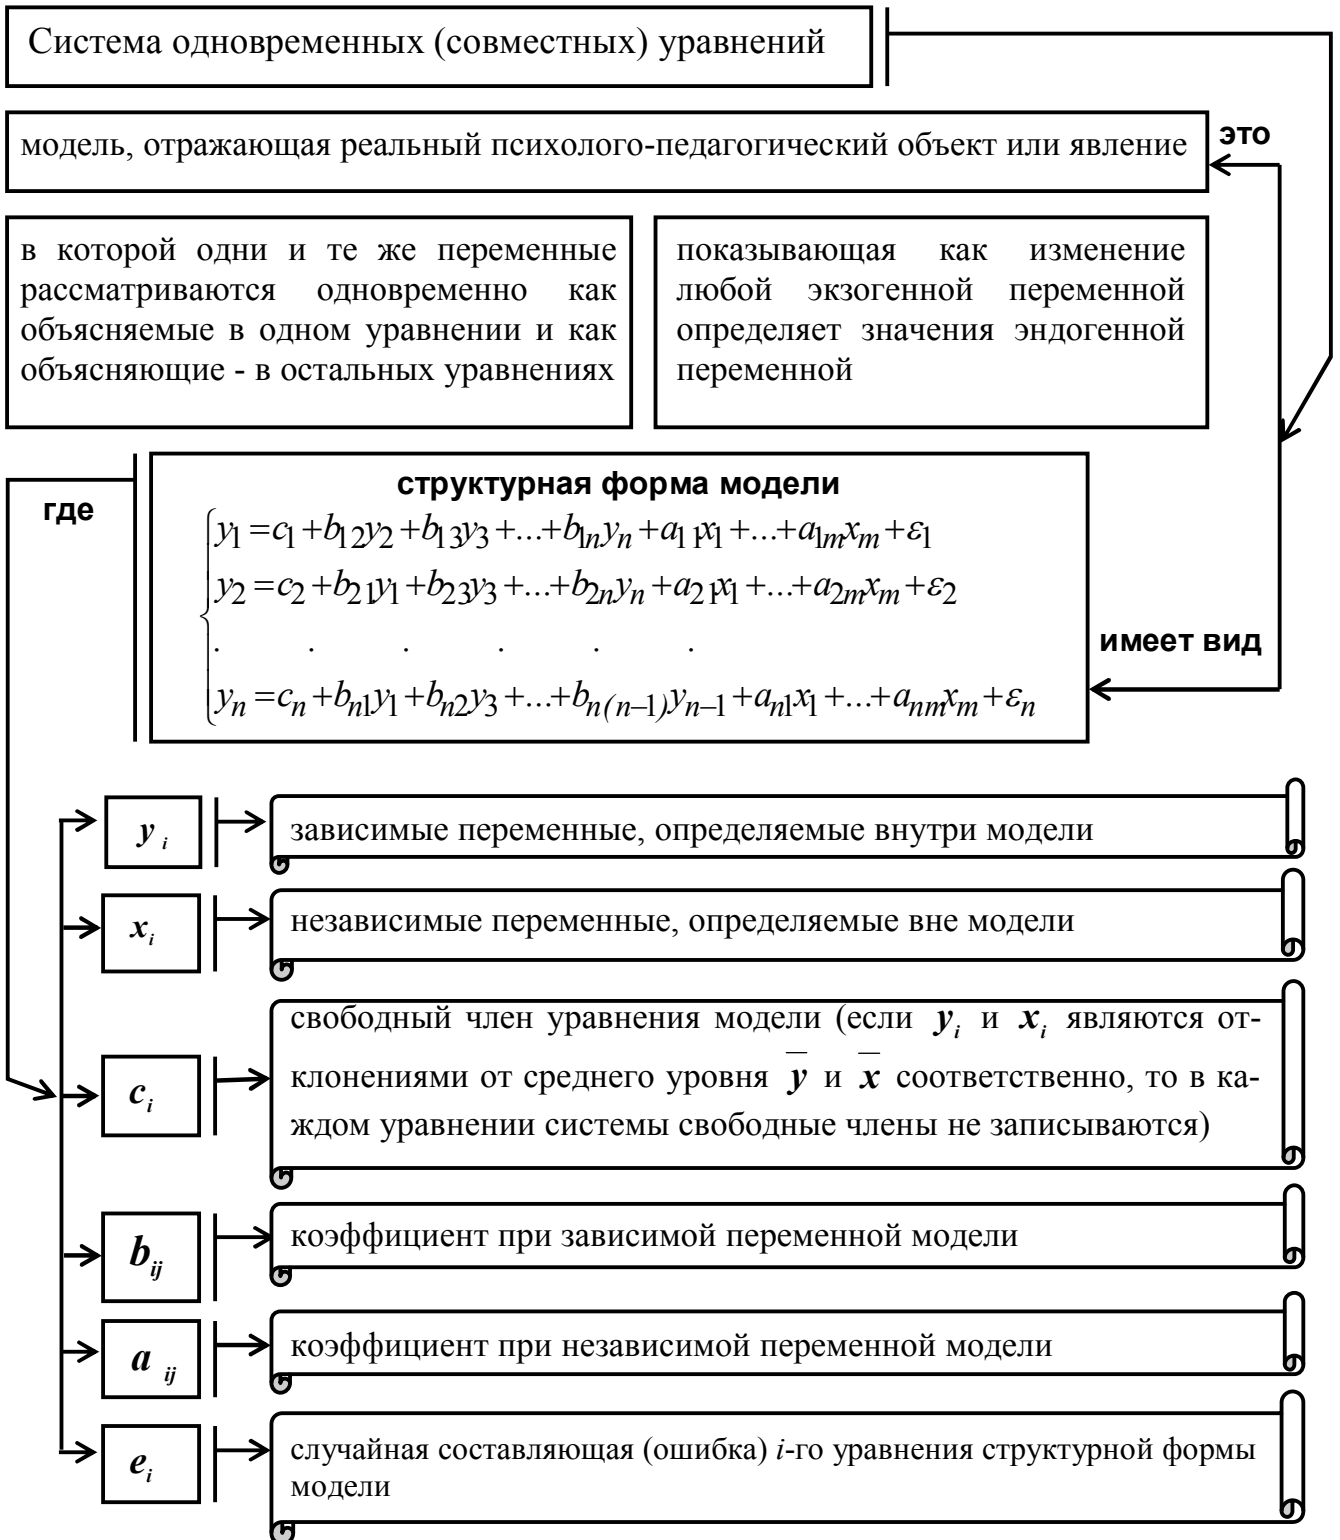 Система одновременных (совместных) уравнений
модель, отражающая реальный психолого-педагогический объект или явление
это
в которой одни и те же переменные
рассматриваются одновременно как
объясняемые в одном уравнении и как
объясняющие - в остальных уравнениях
показывающая как изменение
любой экзогенной переменной
определяет значения эндогенной
переменной
где
структурная форма модели
y₁ = c₁ + b₁₂y₂ + b₁₃y₃ + ... + b₁ₙyₙ + a₁₁x₁ + ... + a₁ₘxₘ + ε₁
y₂ = c₂ + b₂₁y₁ + b₂₃y₃ + ... + b₂ₙyₙ + a₂₁x₁ + ... + a₂ₘxₘ + ε₂
. . . . . .
yₙ = cₙ + bₙ₁y₁ + bₙ₂y₃ + ... + bₙ₍ₙ₋₁₎yₙ₋₁ + aₙ₁x₁ + ... + aₙₘxₘ + εₙ
имеет вид
y i
зависимые переменные, определяемые внутри модели
xᵢ
независимые переменные, определяемые вне модели
cᵢ
свободный член уравнения модели (если yᵢ и xᵢ являются от-
клонениями от среднего уровня y̅ и x̅ соответственно, то в ка-
ждом уравнении системы свободные члены не записываются)
bᵢⱼ
коэффициент при зависимой переменной модели
a ᵢⱼ
коэффициент при независимой переменной модели
eᵢ
случайная составляющая (ошибка) i-го уравнения структурной формы
модели